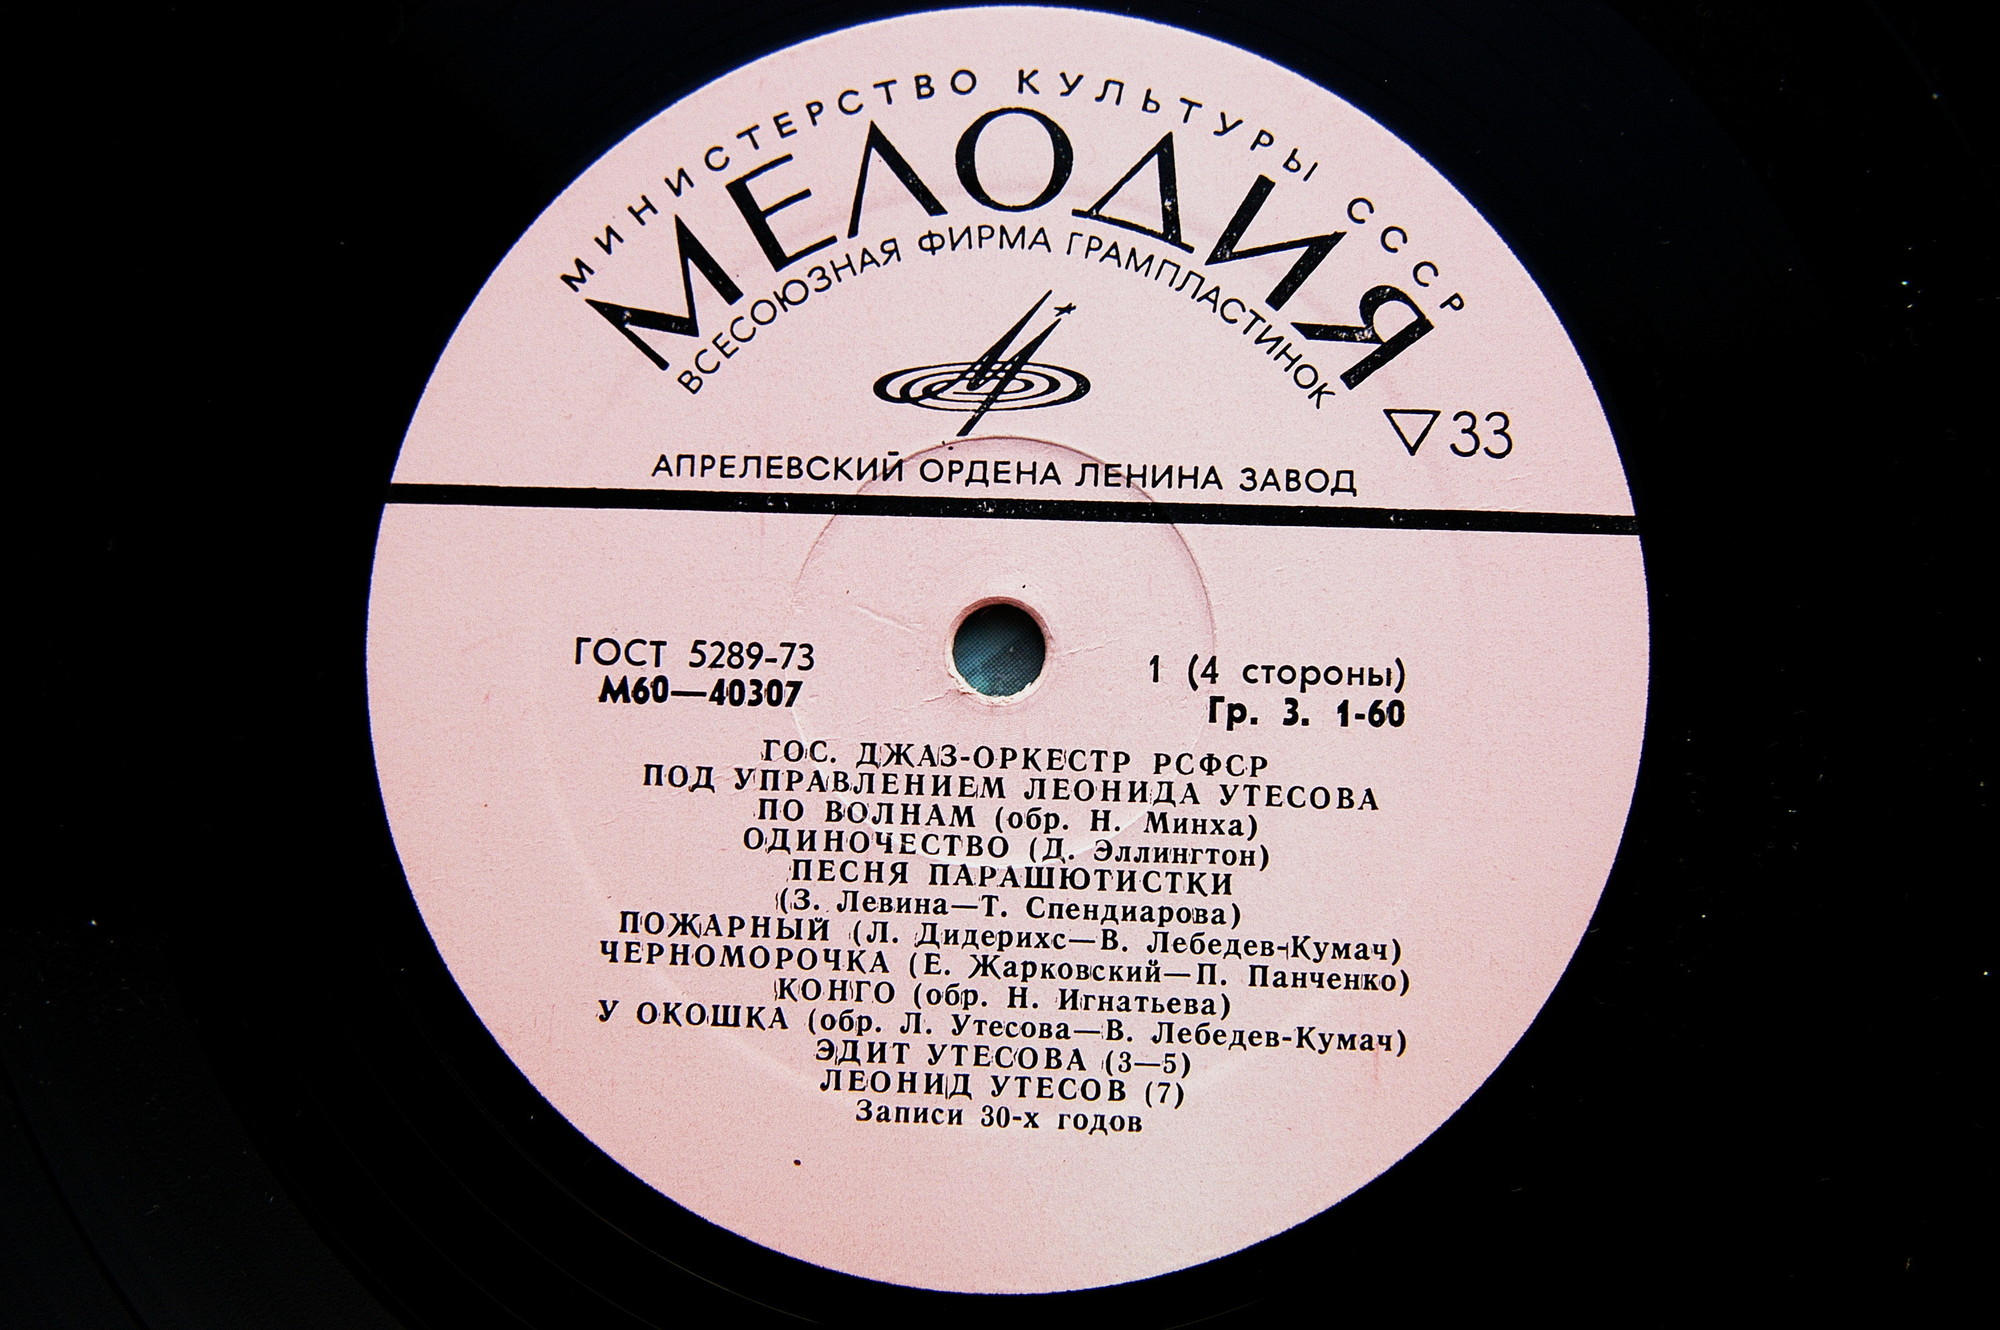 МИНИСТЕРСТВО КУЛЬТУРЫ СССР
МЕЛОДИЯ
ВСЕСОЮЗНАЯ ФИРМА ГРАМПЛАСТИНОК
▽33
АПРЕЛЕВСКИЙ ОРДЕНА ЛЕНИНА ЗАВОД
ГОСТ 5289-73
М60—40307
1 (4 стороны)
Гр. 3. 1-60
ГОС. ДЖАЗ-ОРКЕСТР РСФСР
ПОД УПРАВЛЕНИЕМ ЛЕОНИДА УТЕСОВА
ПО ВОЛНАМ (обр. Н. Минха)
ОДИНОЧЕСТВО (Д. Эллингтон)
ПЕСНЯ ПАРАШЮТИСТКИ
(З. Левина—Т. Спендиарова)
ПОЖАРНЫЙ (Л. Дидерихс—В. Лебедев-Кумач)
ЧЕРНОМОРОЧКА (Е. Жарковский—П. Панченко)
КОНГО (обр. Н. Игнатьева)
У ОКОШКА (обр. Л. Утесова—В. Лебедев-Кумач)
ЭДИТ УТЕСОВА (3—5)
ЛЕОНИД УТЕСОВ (7)
Записи 30-х годов